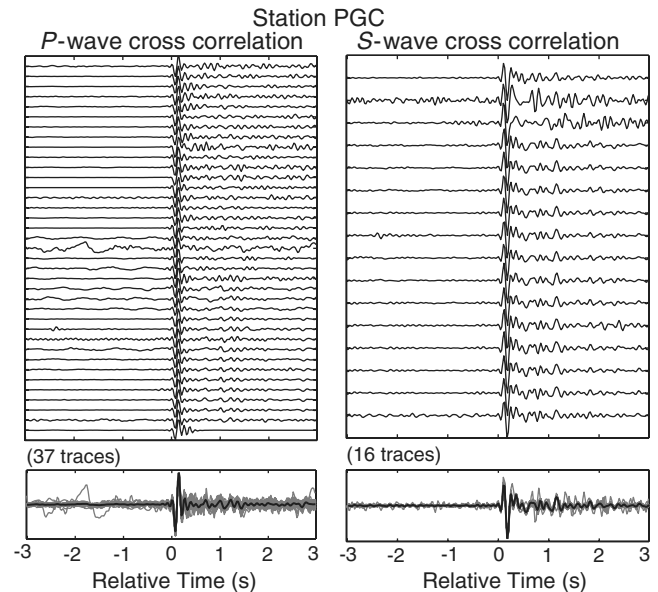 Station PGC
P-wave cross correlation
S-wave cross correlation
(37 traces)
(16 traces)
-3 -2 -1 0 1 2 3
-3 -2 -1 0 1 2 3
Relative Time (s)
Relative Time (s)